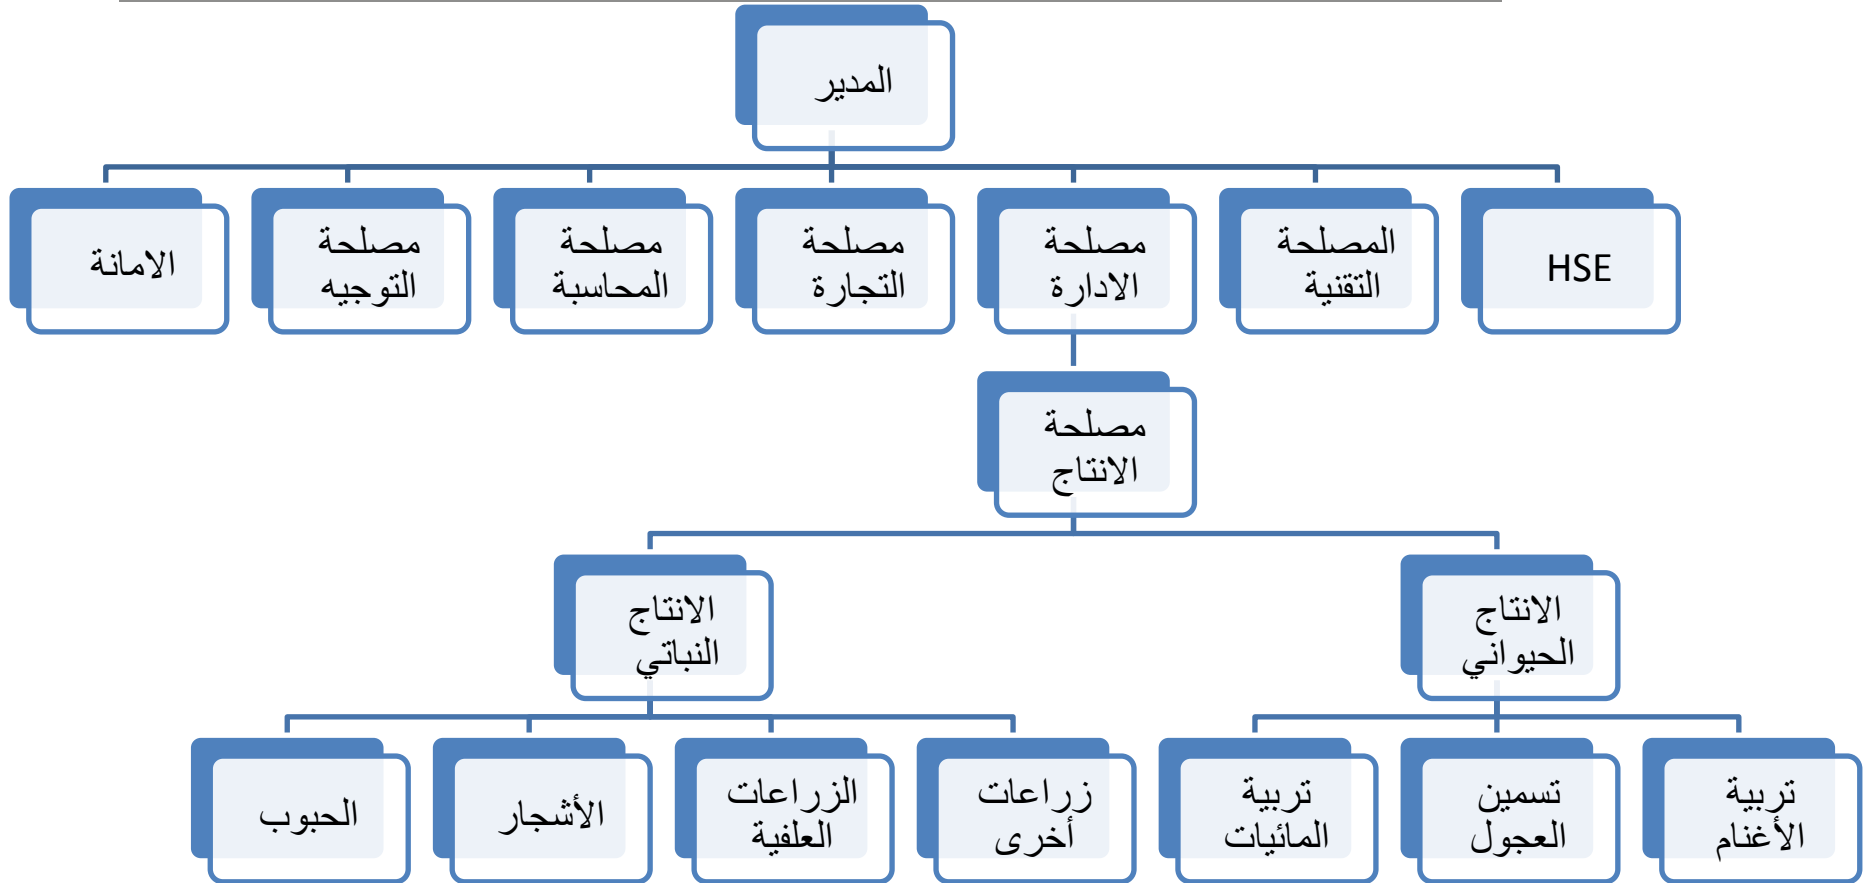 المدير
HSE
المصلحة
التقنية
مصلحة
الادارة
مصلحة
التجارة
مصلحة
المحاسبة
مصلحة
التوجيه
الامانة
مصلحة
الانتاج
الانتاج
الحيواني
الانتاج
النباتي
تربية
الأغنام
تسمين
العجول
تربية
المائيات
زراعات
أخرى
الزراعات
العلفية
الأشجار
الحبوب